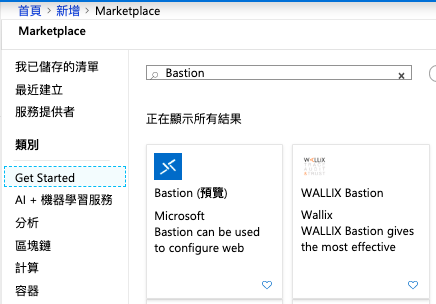 首頁 > 新增 > Marketplace
Marketplace
我已儲存的清單
最近建立
服務提供者
類別
Get Started
AI + 機器學習服務
分析
區塊鏈
計算
容器
Bastion
正在顯示所有結果
Bastion (預覽)
Microsoft
Bastion can be used
to configure web
WALLIX
WALLIX Bastion
Wallix
WALLIX Bastion gives
the most effective